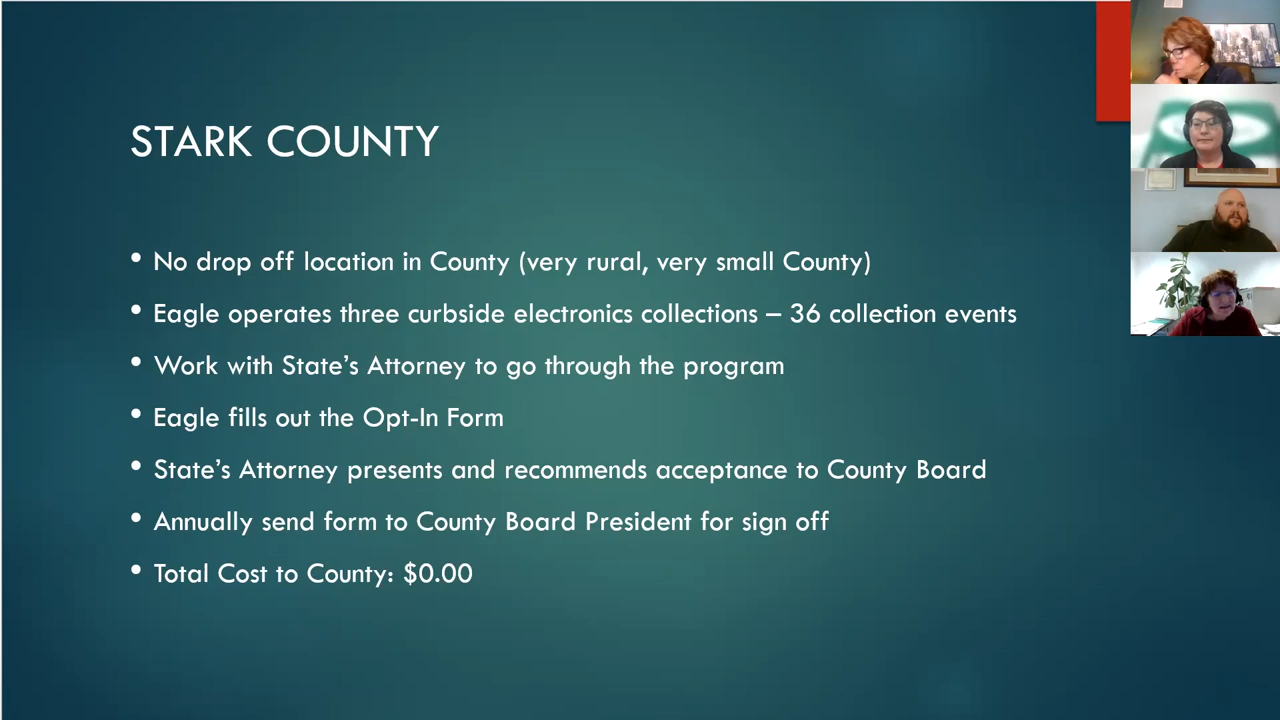 STARK COUNTY
• No drop off location in County (very rural, very small County)
• Eagle operates three curbside electronics collections – 36 collection events
• Work with State’s Attorney to go through the program
• Eagle fills out the Opt-In Form
• State’s Attorney presents and recommends acceptance to County Board
• Annually send form to County Board President for sign off
• Total Cost to County: $0.00